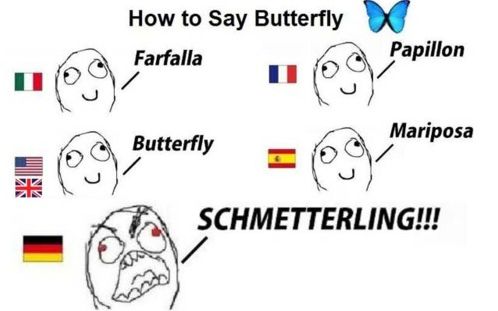 How to Say Butterfly
Farfalla
Papillon
Butterfly
Mariposa
SCHMETTERLING!!!